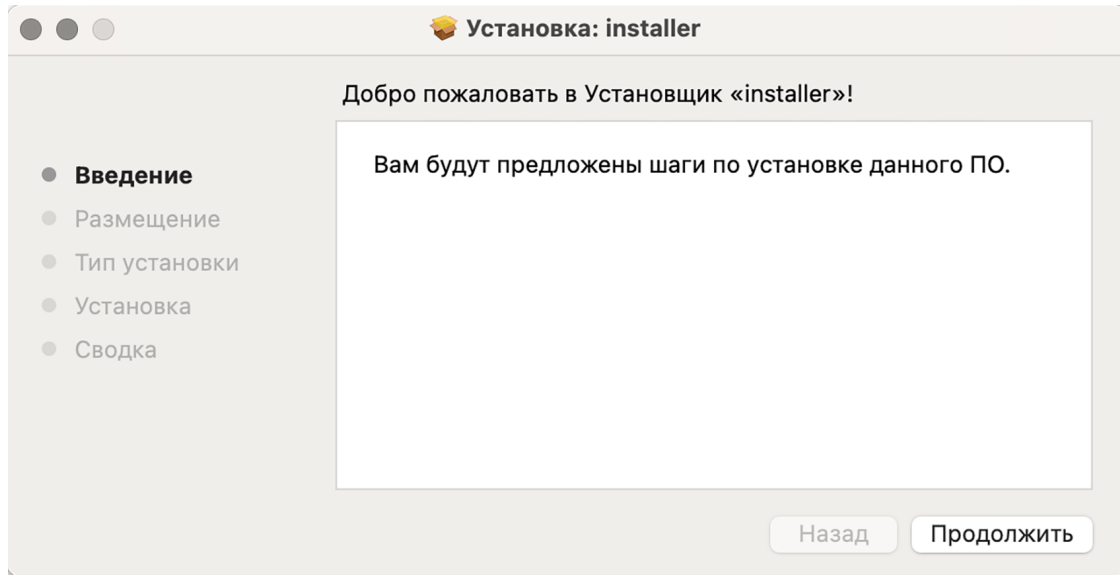 Установка: installer
Добро пожаловать в Установщик «installer»!
Введение
Размещение
Тип установки
Установка
Сводка
Вам будут предложены шаги по установке данного ПО.
Назад
Продолжить